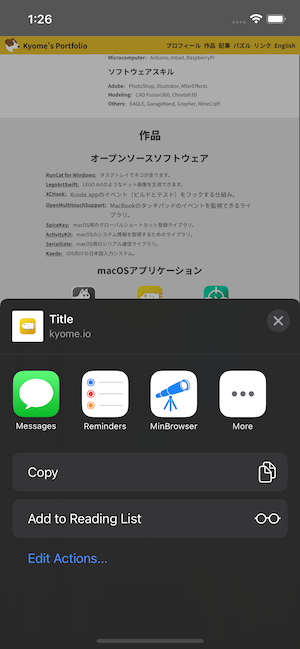 1:26
Kyome's Portfolio
プロフィール 作品 記事 パズル リンク English
Microcomputer: Arduino, mbed, RaspberryPi
ソフトウェアスキル
Adobe: PhotoShop, Illustrator, AfterEffects
Modeling: CAD Fusion360, Cheetah3D
Others: EAGLE, GarageBand, Grapher, MineCraft
作品
オープンソースソフトウェア
RunCat for Windows: タスクトレイでネコが走ります。
LegoArtSwift: LEGO Artのようなドット画像を生成できます。
XCHook: Xcode.appのイベント（ビルドとテスト）をフックする仕組み。
OpenMultitouchSupport: MacBookのタッチパッドのイベントを監視できるライ
ブラリ。
SpiceKey: macOS用のグローバルショートカット登録ライブラリ。
ActivityKit: macOSのシステム情報を取得するためのライブラリ。
SerialGate: macOS用のシリアル通信ライブラリ。
Kaede: iOS向けの日本語入力システム。
macOSアプリケーション
Title
kyome.io
Messages
Reminders
MinBrowser
More
Copy
Add to Reading List
Edit Actions...